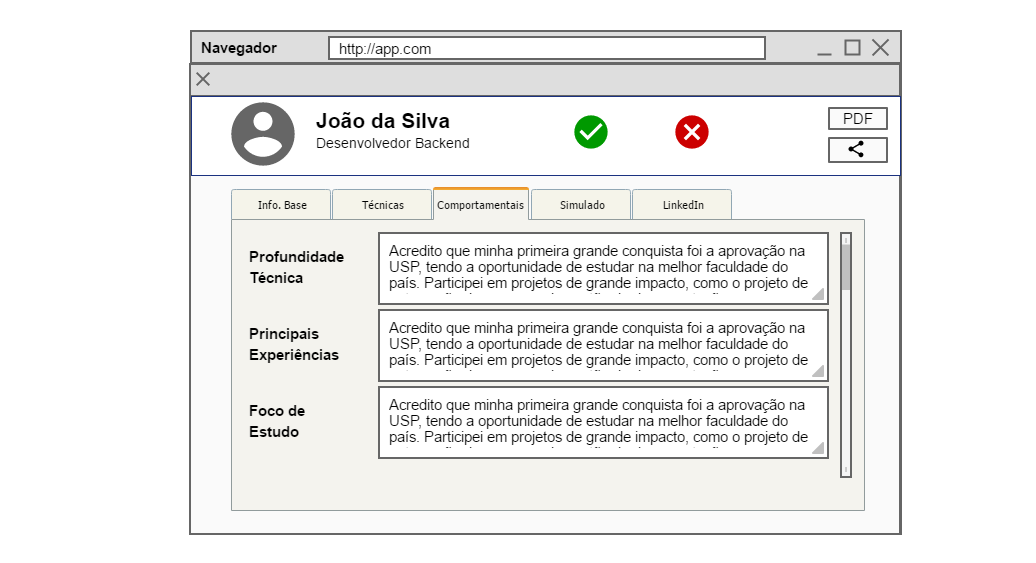 Navegador
http://app.com
João da Silva
Desenvolvedor Backend
PDF
Info. Base
Técnicas
Comportamentais
Simulado
LinkedIn
Profundidade
Técnica
Acredito que minha primeira grande conquista foi a aprovação na
USP, tendo a oportunidade de estudar na melhor faculdade do
país. Participei em projetos de grande impacto, como o projeto de
Principais
Experiências
Acredito que minha primeira grande conquista foi a aprovação na
USP, tendo a oportunidade de estudar na melhor faculdade do
país. Participei em projetos de grande impacto, como o projeto de
Foco de
Estudo
Acredito que minha primeira grande conquista foi a aprovação na
USP, tendo a oportunidade de estudar na melhor faculdade do
país. Participei em projetos de grande impacto, como o projeto de